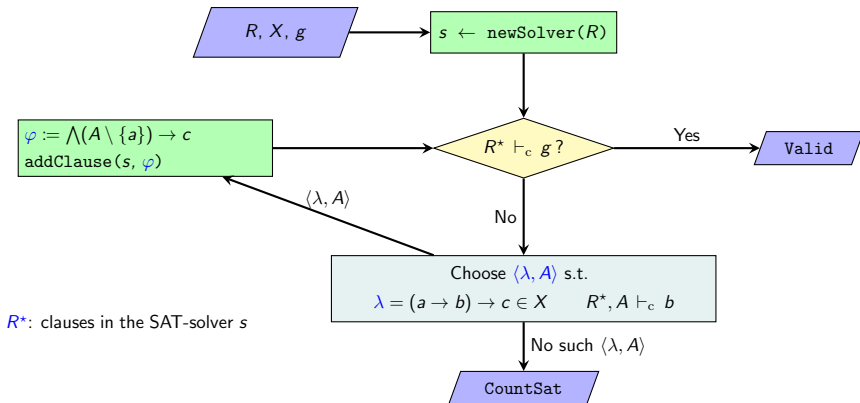 R, X, g
s ← newSolver(R)
φ := ⋀(A \ {a}) → c
addClause(s, φ)
R⋆ ⊢c g ?
Yes
Valid
⟨λ, A⟩
No
Choose ⟨λ, A⟩ s.t.
λ = (a → b) → c ∈ X R⋆, A ⊢c b
R⋆: clauses in the SAT-solver s
No such ⟨λ, A⟩
CountSat